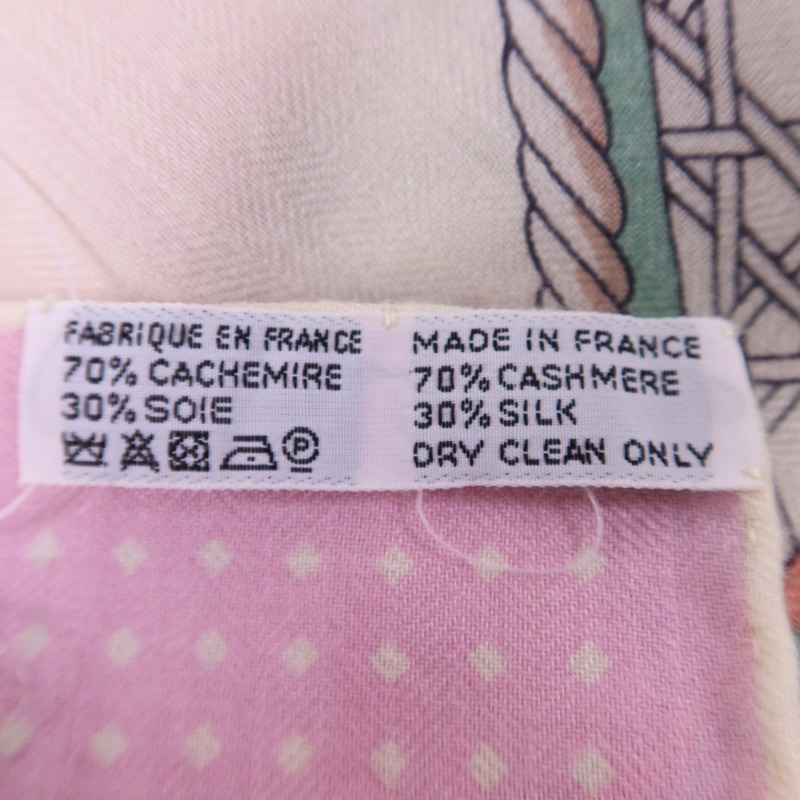 FABRIQUE EN FRANCE
70% CACHEMIRE
30% SOIE
P
MADE IN FRANCE
70% CASHMERE
30% SILK
DRY CLEAN ONLY